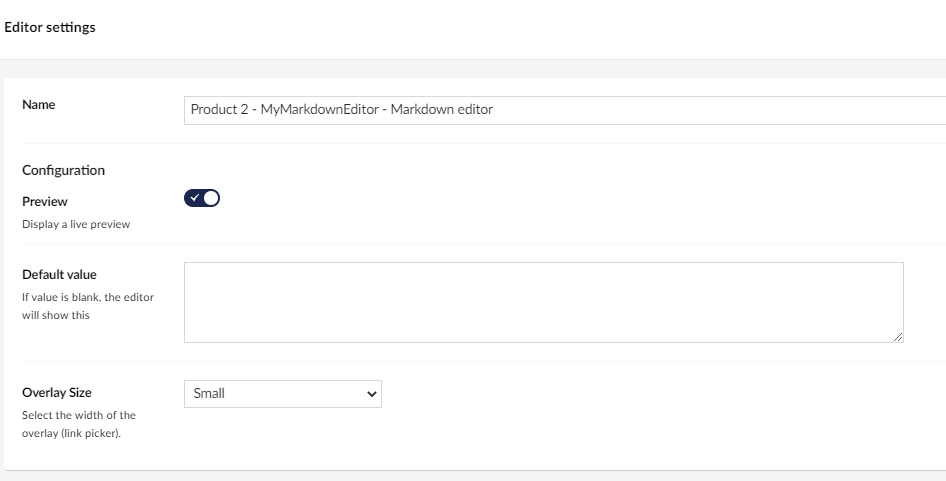 Editor settings
Name
Product 2 - MyMarkdownEditor - Markdown editor
Configuration
Preview
Display a live preview
Default value
If value is blank, the editor
will show this
Overlay Size
Small
Select the width of the
overlay (link picker).